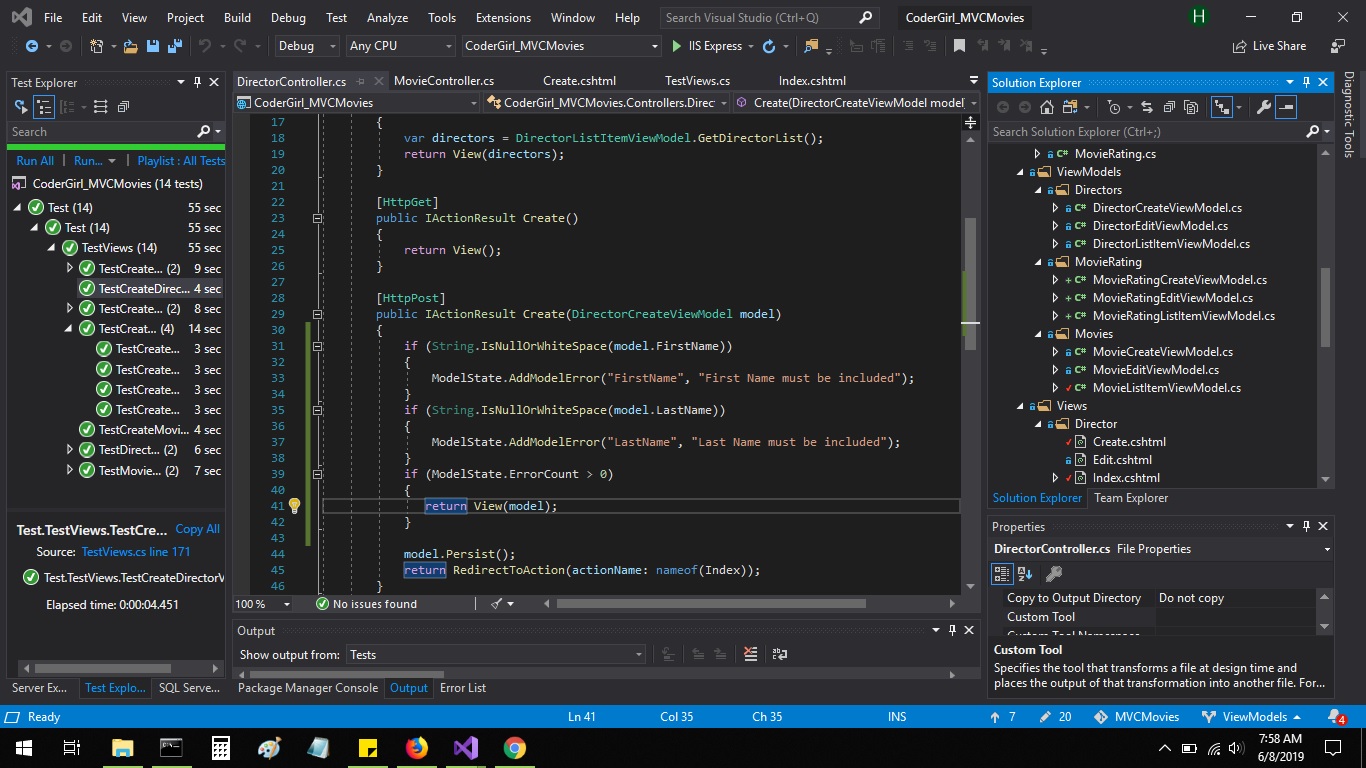 File Edit View Project Build Debug Test Analyze Tools Extensions Window Help Search Visual Studio (Ctrl+Q) CoderGirl_MVCMovies H
Debug Any CPU CoderGirl_MVCMovies IIS Express Live Share
Test Explorer
Search
Run All | Run... | Playlist : All Tests
CoderGirl_MVCMovies (14 tests)
Test (14) 55 sec
Test (14) 55 sec
TestViews (14) 55 sec
TestCreate... (2) 9 sec
TestCreateDirec... 4 sec
TestCreate... (2) 8 sec
TestCreat... (4) 14 sec
TestCreate... 3 sec
TestCreate... 3 sec
TestCreate... 3 sec
TestCreate... 3 sec
TestCreateMovi... 4 sec
TestDirect... (2) 6 sec
TestMovie... (2) 7 sec
Test.TestViews.TestCre... Copy All
Source: TestViews.cs line 171
Test.TestViews.TestCreateDirectorV
Elapsed time: 0:00:04.451
Server Ex... Test Explo... SQL Serve...
DirectorController.cs MovieController.cs Create.cshtml TestViews.cs Index.cshtml
CoderGirl_MVCMovies CoderGirl_MVCMovies.Controllers.Direc Create(DirectorCreateViewModel model
17 {
18 var directors = DirectorListItemViewModel.GetDirectorList();
19 return View(directors);
20 }
21
22 [HttpGet]
23 public IActionResult Create()
24 {
25 return View();
26 }
27
28 [HttpPost]
29 public IActionResult Create(DirectorCreateViewModel model)
30 {
31 if (String.IsNullOrWhiteSpace(model.FirstName))
32 {
33 ModelState.AddModelError("FirstName", "First Name must be included");
34 }
35 if (String.IsNullOrWhiteSpace(model.LastName))
36 {
37 ModelState.AddModelError("LastName", "Last Name must be included");
38 }
39 if (ModelState.ErrorCount > 0)
40 {
41 return View(model);
42 }
43
44 model.Persist();
45 return RedirectToAction(actionName: nameof(Index));
46 }
100 % No issues found
Output
Show output from: Tests
Package Manager Console Output Error List
Solution Explorer
Search Solution Explorer (Ctrl+;)
MovieRating.cs
ViewModels
Directors
DirectorCreateViewModel.cs
DirectorEditViewModel.cs
DirectorListItemViewModel.cs
MovieRating
MovieRatingCreateViewModel.cs
MovieRatingEditViewModel.cs
MovieRatingListItemViewModel.cs
Movies
MovieCreateViewModel.cs
MovieEditViewModel.cs
MovieListItemViewModel.cs
Views
Director
Create.cshtml
Edit.cshtml
Index.cshtml
Solution Explorer Team Explorer
Properties
DirectorController.cs File Properties
Copy to Output Directory Do not copy
Custom Tool
Custom Tool Namespace
Custom Tool
Specifies the tool that transforms a file at design time and
places the output of that transformation into another file. For...
Diagnostic Tools
Ready Ln 41 Col 35 Ch 35 INS 7 20 MVCMovies ViewModels 4
7:58 AM
6/8/2019